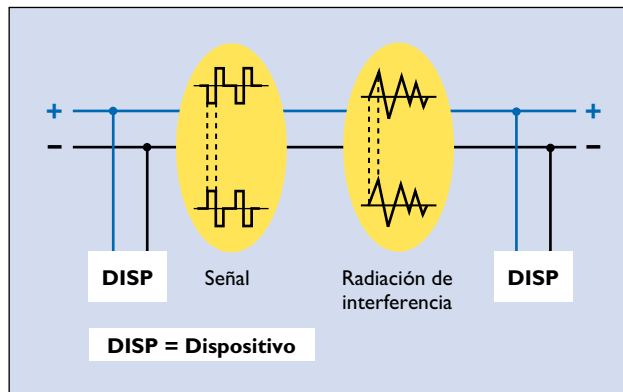 + +
− −
DISP Señal Radiación de DISP
interferencia
DISP = Dispositivo